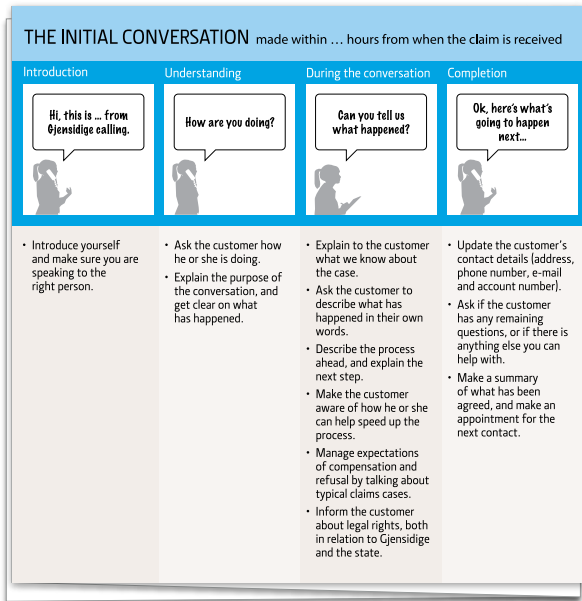 THE INITIAL CONVERSATION made within ... hours from when the claim is received
Introduction
Hi, this is ... from
Gjensidige calling.
• Introduce yourself
and make sure you are
speaking to the
right person.
Understanding
How are you doing?
• Ask the customer how
he or she is doing.
• Explain the purpose of
the conversation, and
get clear on what
has happened.
During the conversation
Can you tell us
what happened?
• Explain to the customer
what we know about
the case.
• Ask the customer to
describe what has
happened in their own
words.
• Describe the process
ahead, and explain the
next step.
• Make the customer
aware of how he or she
can help speed up the
process.
• Manage expectations
of compensation and
refusal by talking about
typical claims cases.
• Inform the customer
about legal rights, both
in relation to Gjensidige
and the state.
Completion
Ok, here's what's
going to happen
next...
• Update the customer's
contact details (address,
phone number, e-mail
and account number).
• Ask if the customer
has any remaining
questions, or if there is
anything else you can
help with.
• Make a summary
of what has been
agreed, and make an
appointment for the
next contact.